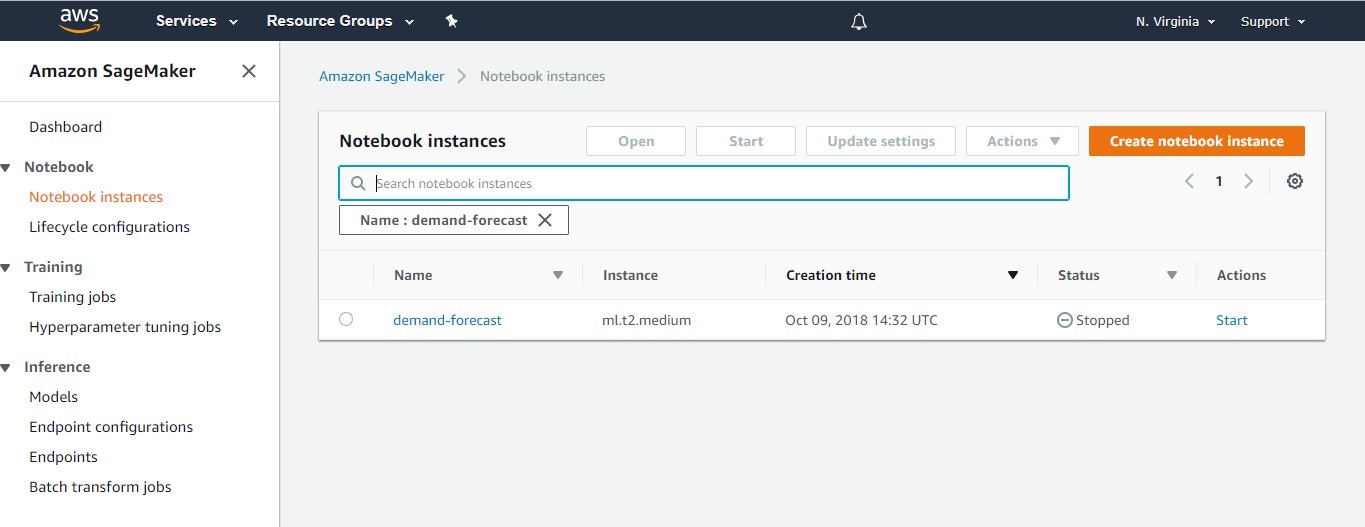 aws Services Resource Groups N. Virginia Support
Amazon SageMaker
Dashboard
Notebook
Notebook instances
Lifecycle configurations
Training
Training jobs
Hyperparameter tuning jobs
Inference
Models
Endpoint configurations
Endpoints
Batch transform jobs
Amazon SageMaker Notebook instances
Notebook instances Open Start Update settings Actions Create notebook instance
Search notebook instances 1
Name : demand-forecast
Name Instance Creation time Status Actions
demand-forecast ml.t2.medium Oct 09, 2018 14:32 UTC Stopped Start